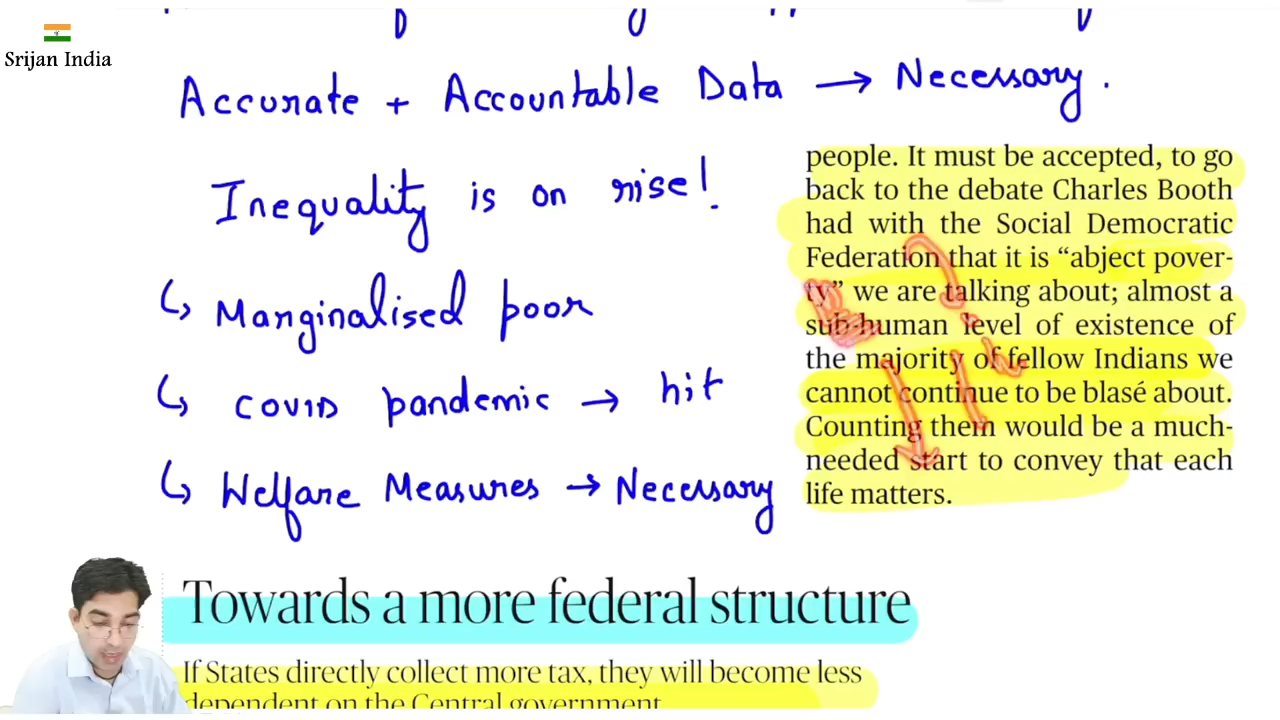 Srijan India
Accurate + Accountable Data → Necessary.
Inequality is on rise!
↳ Marginalised poor
↳ COVID pandemic → hit
↳ Welfare Measures → Necessary
people. It must be accepted, to go
back to the debate Charles Booth
had with the Social Democratic
Federation that it is “abject pover-
ty” we are talking about; almost a
sub-human level of existence of
the majority of fellow Indians we
cannot continue to be blasé about.
Counting them would be a much-
needed start to convey that each
life matters.
Towards a more federal structure
If States directly collect more tax, they will become less
dependent on the Central government